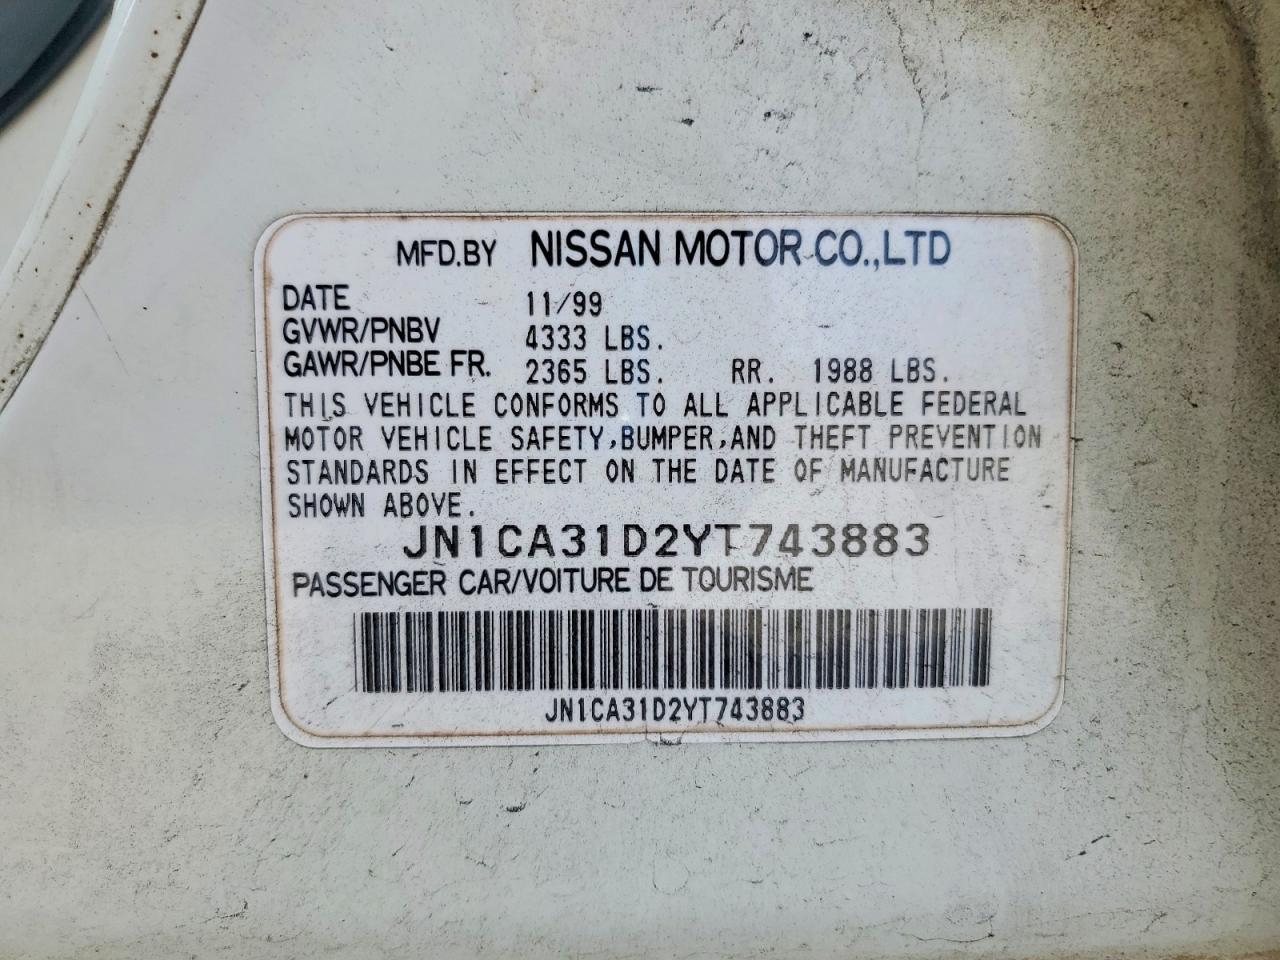 MFD.BY NISSAN MOTOR CO.,LTD
DATE 11/99
GVWR/PNBV 4333 LBS.
GAWR/PNBE FR. 2365 LBS. RR. 1988 LBS.
THIS VEHICLE CONFORMS TO ALL APPLICABLE FEDERAL
MOTOR VEHICLE SAFETY,BUMPER,AND THEFT PREVENTION
STANDARDS IN EFFECT ON THE DATE OF MANUFACTURE
SHOWN ABOVE.
JN1CA31D2YT743883
PASSENGER CAR/VOITURE DE TOURISME
JN1CA31D2YT743883